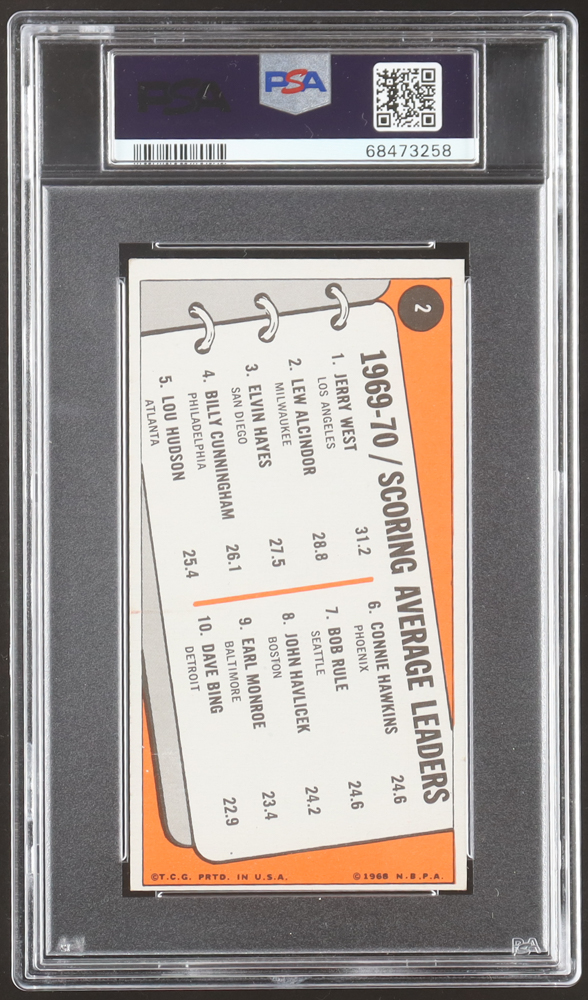 PSA
PSA
68473258
2
1969-70 / SCORING AVERAGE LEADERS
1. JERRY WEST 31.2
LOS ANGELES
2. LEW ALCINDOR 28.8
MILWAUKEE
3. ELVIN HAYES 27.5
SAN DIEGO
4. BILLY CUNNINGHAM 26.1
PHILADELPHIA
5. LOU HUDSON 25.4
ATLANTA
6. CONNIE HAWKINS 24.6
PHOENIX
7. BOB RULE 24.6
SEATTLE
8. JOHN HAVLICEK 24.2
BOSTON
9. EARL MONROE 23.4
BALTIMORE
10. DAVE BING 22.9
DETROIT
©T.C.G. PRTD. IN U.S.A. ©1968 N.B.P.A.
PSA